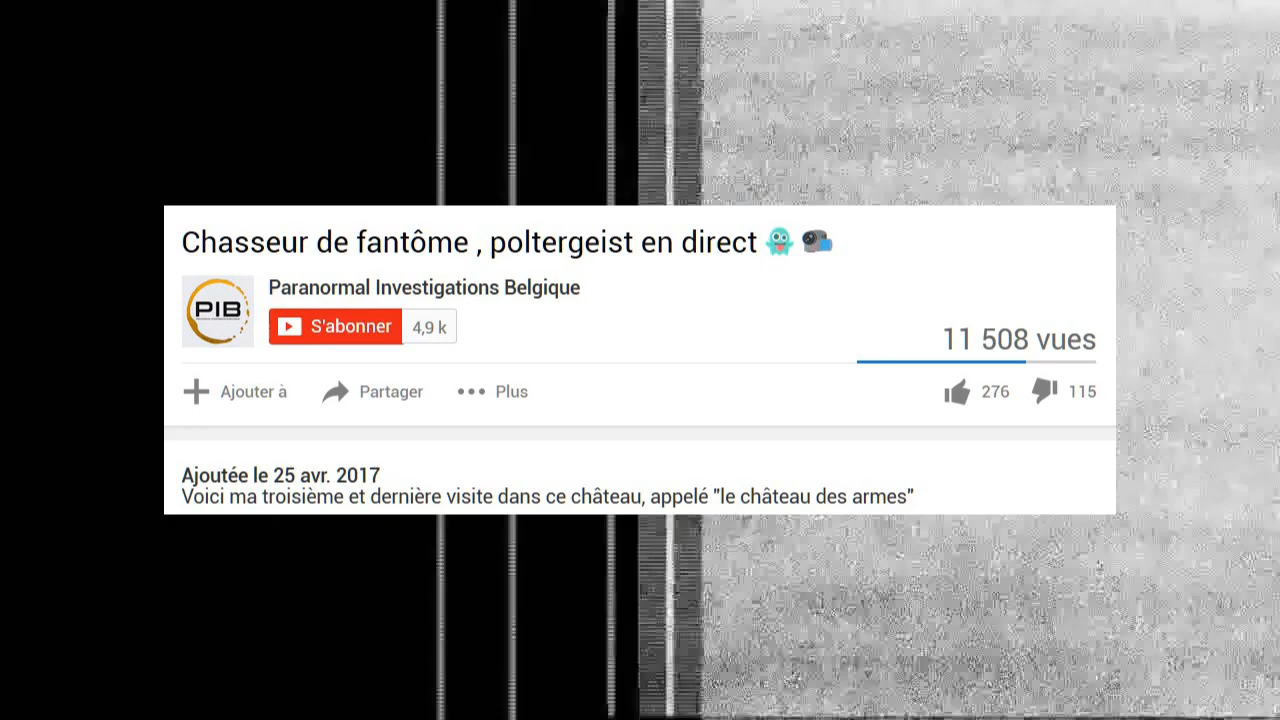 Chasseur de fantôme , poltergeist en direct 👻 📹
PIB
Paranormal Investigations Belgique
S'abonner 4,9 k
11 508 vues
Ajouter à Partager Plus 276 115
Ajoutée le 25 avr. 2017
Voici ma troisième et dernière visite dans ce château, appelé "le château des armes"